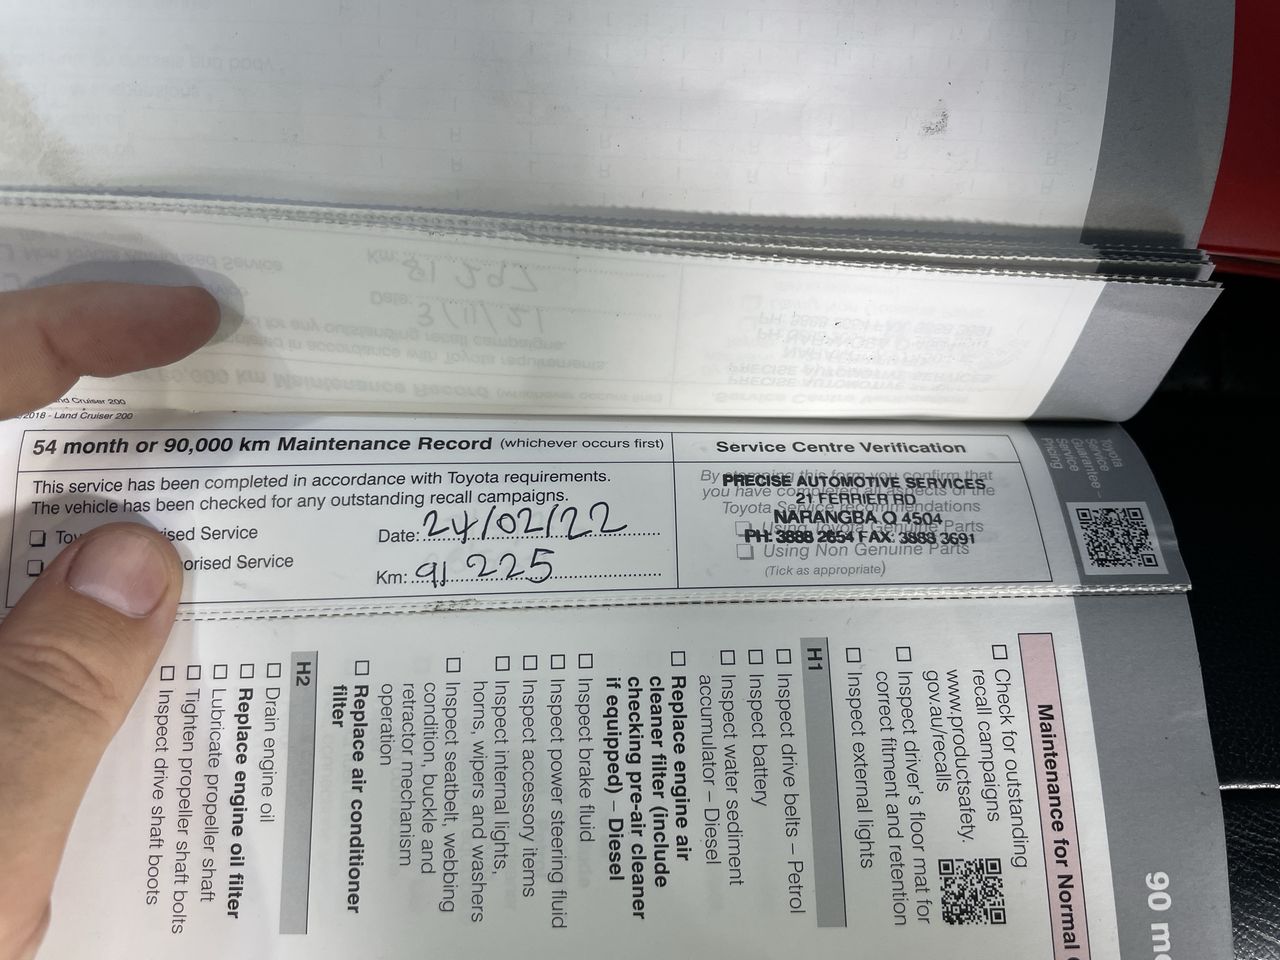 Land Cruiser 200
2018 - Land Cruiser 200
54 month or 90,000 km Maintenance Record (whichever occurs first)
This service has been completed in accordance with Toyota requirements.
The vehicle has been checked for any outstanding recall campaigns.
Service
Service
Date: 24/02/22
Km: 91 225
Service Centre Verification
By stamping this form you confirm that
you have completed all aspects of the
Toyota Service recommendations
Using Toyota Genuine Parts
Using Non Genuine Parts
(Tick as appropriate)
PRECISE AUTOMOTIVE SERVICES
21 FERRIER RD
NARANGBA Q 4504
PH: 3888 2654 FAX: 3888 3691
Toyota
Service
Guarantee –
Service
Pricing
90
Maintenance for Normal
Check for outstanding
recall campaigns
www.productsafety.
gov.au/recalls
Inspect driver's floor mat for
correct fitment and retention
Inspect external lights
H1
Inspect drive belts – Petrol
Inspect battery
Inspect water sediment
accumulator – Diesel
Replace engine air
cleaner filter (include
checking pre-air cleaner
if equipped) – Diesel
Inspect brake fluid
Inspect power steering fluid
Inspect accessory items
Inspect internal lights,
horns, wipers and washers
Inspect seatbelt, webbing
condition, buckle and
retractor mechanism
operation
Replace air conditioner
filter
H2
Drain engine oil
Replace engine oil filter
Lubricate propeller shaft
Tighten propeller shaft bolts
Inspect drive shaft boots